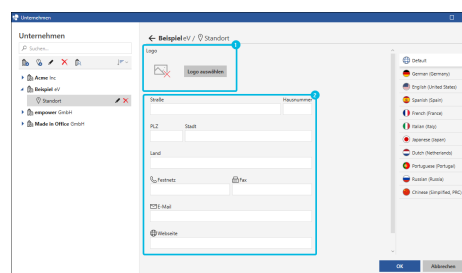 Unternehmen
Unternehmen
Suchen...
Acme Inc
Beispiel eV
Standort
empower GmbH
Made in Office GmbH
← Beispiel eV / Standort
1
Logo
Logo auswählen
2
Straße Hausnummer
PLZ Stadt
Land
Festnetz Fax
E-Mail
Webseite
Default
German (Germany)
English (United States)
Spanish (Spain)
French (France)
Italian (Italy)
Japanese (Japan)
Dutch (Netherlands)
Portuguese (Portugal)
Russian (Russia)
Chinese (Simplified, PRC)
OK Abbrechen